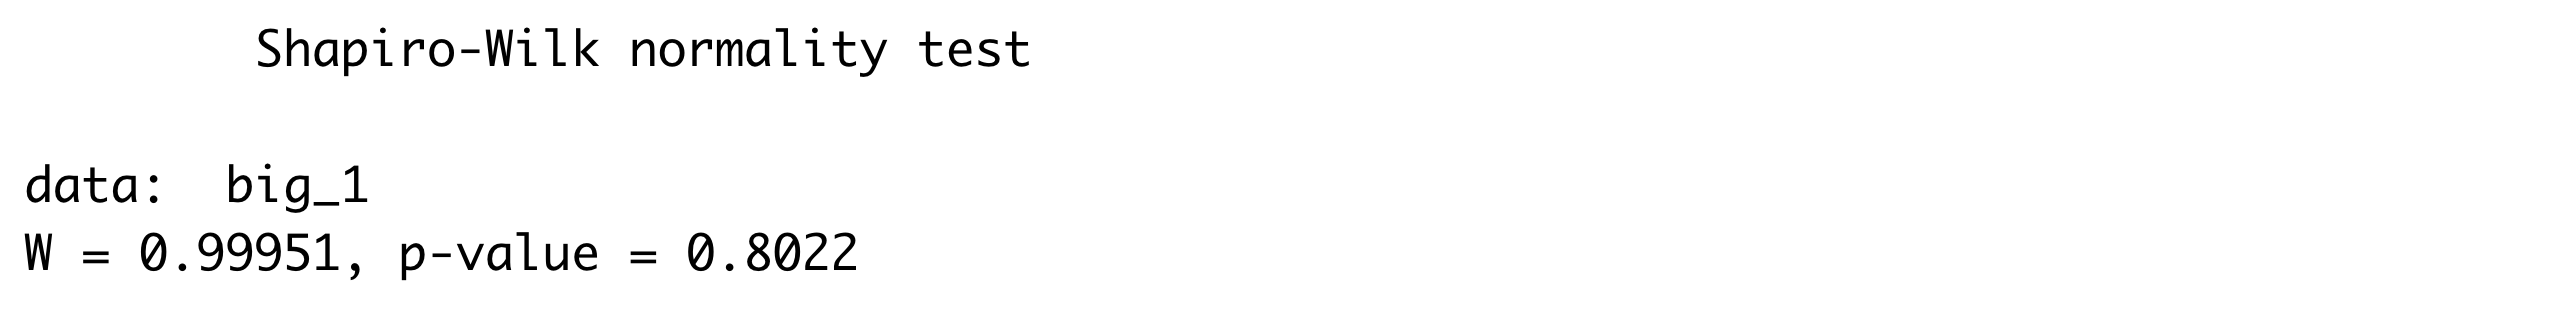 Shapiro-Wilk normality test
data:  big_1
W = 0.99951, p-value = 0.8022